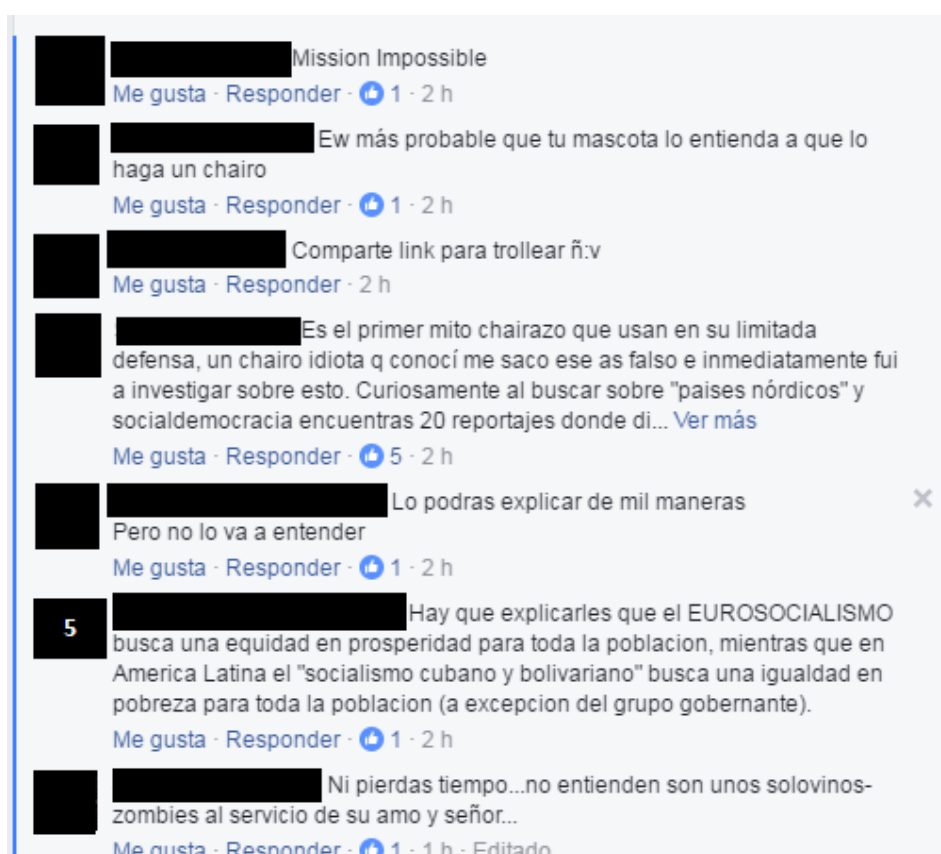 Mission Impossible
Me gusta · Responder · 1 · 2 h
Ew más probable que tu mascota lo entienda a que lo
haga un chairo
Me gusta · Responder · 1 · 2 h
Comparte link para trollear ñ:v
Me gusta · Responder · 2 h
Es el primer mito chairazo que usan en su limitada
defensa, un chairo idiota q conocí me saco ese as falso e inmediatamente fui
a investigar sobre esto. Curiosamente al buscar sobre "paises nórdicos" y
socialdemocracia encuentras 20 reportajes donde di... Ver más
Me gusta · Responder · 5 · 2 h
Lo podras explicar de mil maneras
Pero no lo va a entender
Me gusta · Responder · 1 · 2 h
5 Hay que explicarles que el EUROSOCIALISMO
busca una equidad en prosperidad para toda la poblacion, mientras que en
America Latina el "socialismo cubano y bolivariano" busca una igualdad en
pobreza para toda la poblacion (a excepcion del grupo gobernante).
Me gusta · Responder · 1 · 2 h
Ni pierdas tiempo...no entienden son unos solovinos-
zombies al servicio de su amo y señor...
Me gusta · Responder · 1 · 1 h · Editado